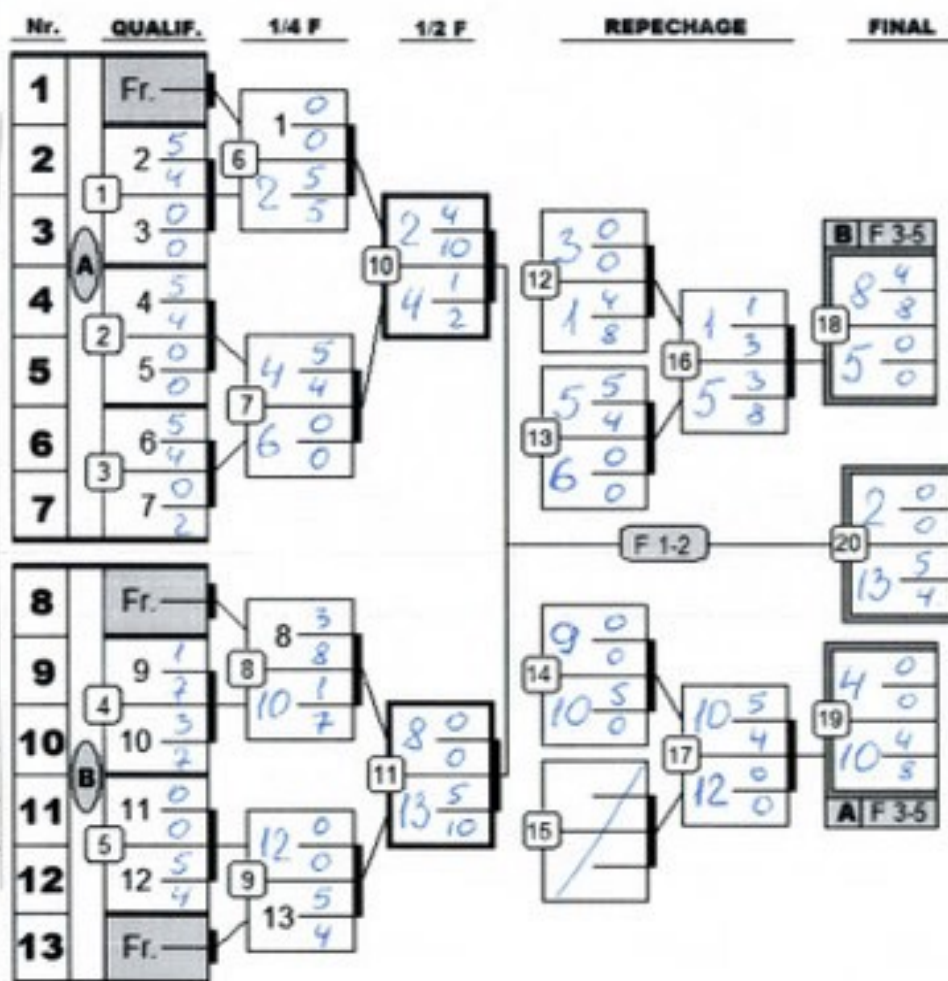 Nr. QUALIF. 1/4 F 1/2 F REPECHAGE FINAL
1 Fr.
2 2 5 4
1
3 3 0 0
A
4 4 5 4
2
5 5 0 0
6 6 5 4
3
7 7 0 2
8 Fr.
9 9 1 7
4
10 10 3 7
B
11 11 0 0
5
12 12 5 4
13 Fr.
6
1 0 0
2 5 5
7
4 5 4
6 0 0
8
8 3 8
10 1 7
9
12 0 0
13 5 4
10
2 4 10
4 1 2
11
8 0 0
13 5 10
12
3 0 0
1 4 8
13
5 5 4
6 0 0
F 1-2
14
9 0 0
10 5 0
15
16
1 1 3
5 3 8
17
10 5 4
12 0 0
B F 3-5
18
8 4 8
5 0 0
20
2 0 0
13 5 4
19
4 0 0
10 4 8
A F 3-5